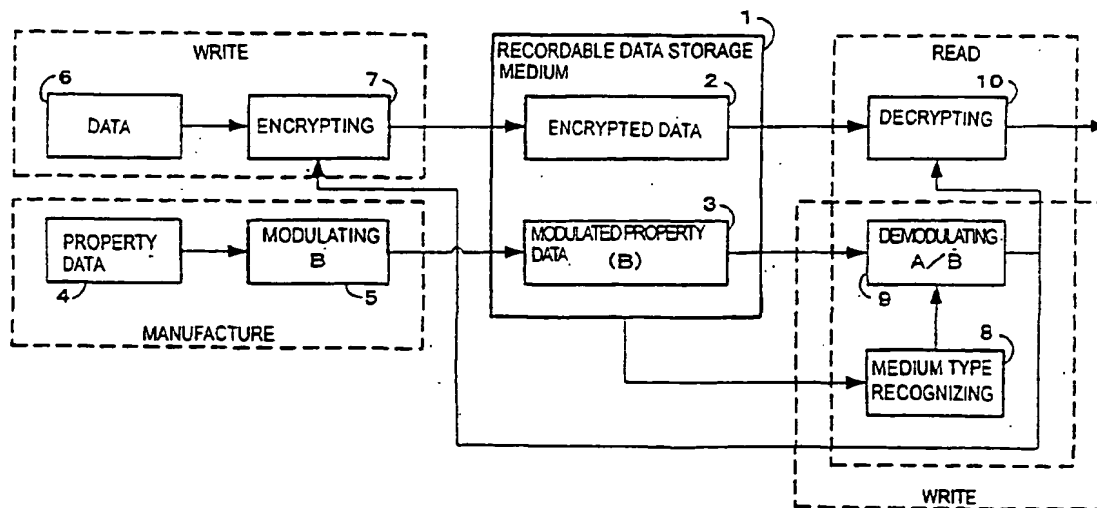 1
WRITE
RECORDABLE DATA STORAGE
MEDIUM
READ
6
7
2
10
DATA
ENCRYPTING
ENCRYPTED DATA
DECRYPTING
3
PROPERTY
DATA
MODULATING
B
MODULATED PROPERTY
DATA (B)
DEMODULATING
A/B
4
5
9
MANUFACTURE
8
MEDIUM TYPE
RECOGNIZING
WRITE